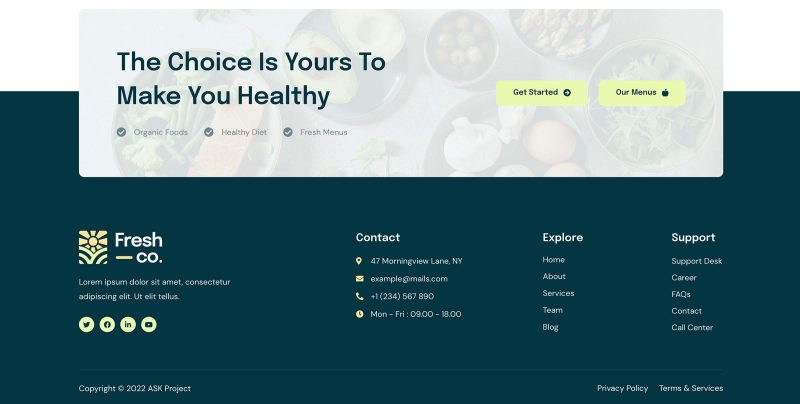 The Choice Is Yours To
Make You Healthy
Organic Foods Healthy Diet Fresh Menus
Get Started Our Menus
Fresh
co.
Lorem ipsum dolor sit amet, consectetur
adipiscing elit. Ut elit tellus.
Contact
47 Morningview Lane, NY
example@mails.com
+1 (234) 567 890
Mon - Fri : 09.00 - 18.00
Explore
Home
About
Services
Team
Blog
Support
Support Desk
Career
FAQs
Contact
Call Center
Copyright © 2022 ASK Project
Privacy Policy Terms & Services